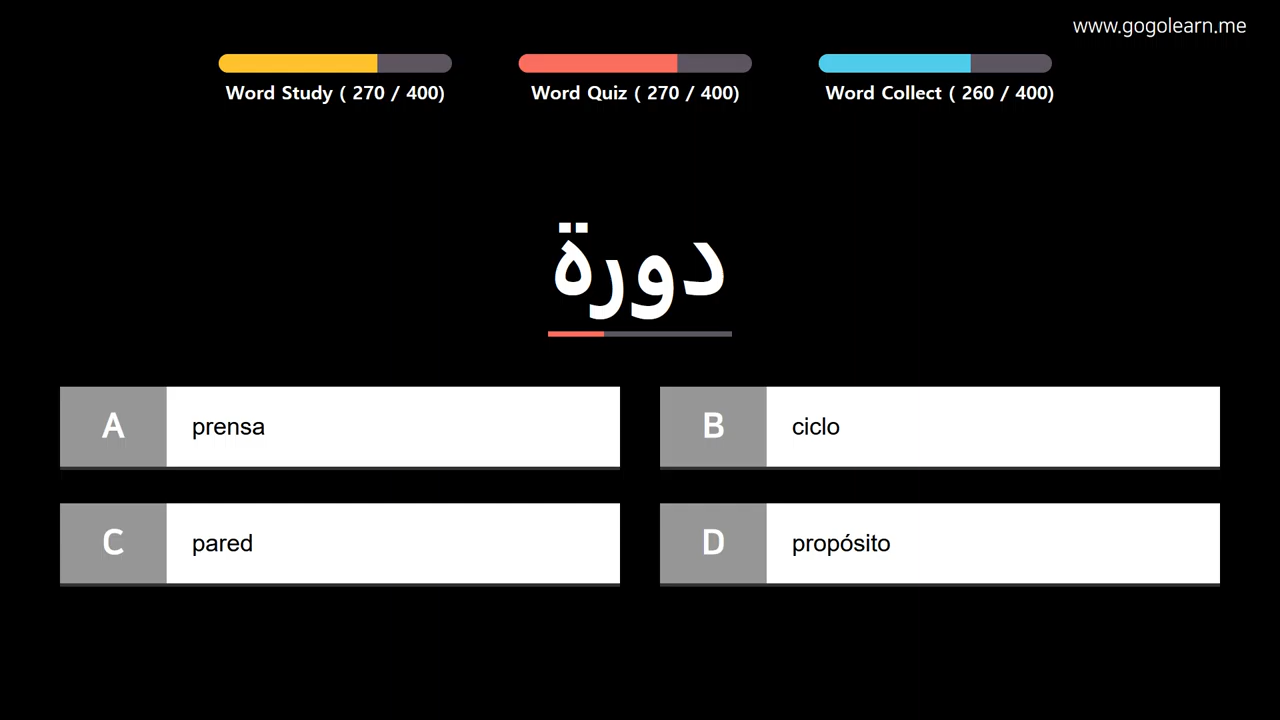 www.gogolearn.me
Word Study ( 270 / 400)
Word Quiz ( 270 / 400)
Word Collect ( 260 / 400)
دورة
A prensa
B ciclo
C pared
D propósito